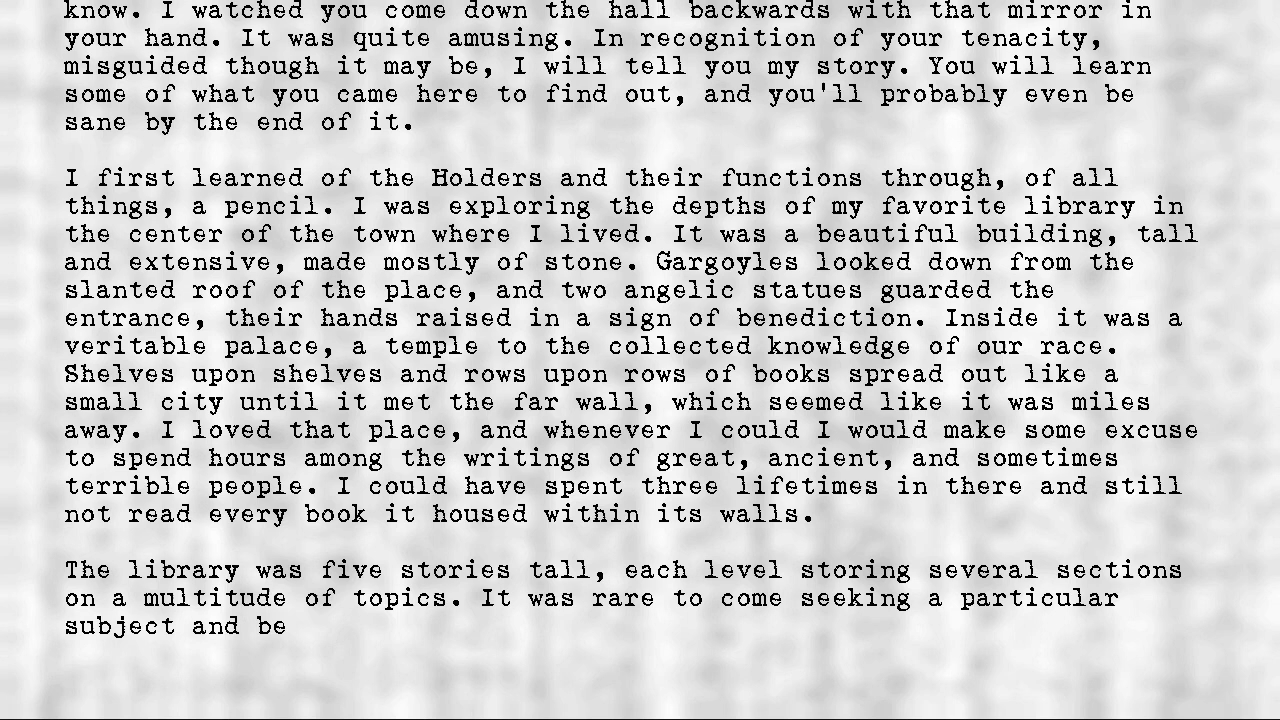 know. I watched you come down the hall backwards with that mirror in
your hand. It was quite amusing. In recognition of your tenacity,
misguided though it may be, I will tell you my story. You will learn
some of what you came here to find out, and you'll probably even be
sane by the end of it.
I first learned of the Holders and their functions through, of all
things, a pencil. I was exploring the depths of my favorite library in
the center of the town where I lived. It was a beautiful building, tall
and extensive, made mostly of stone. Gargoyles looked down from the
slanted roof of the place, and two angelic statues guarded the
entrance, their hands raised in a sign of benediction. Inside it was a
veritable palace, a temple to the collected knowledge of our race.
Shelves upon shelves and rows upon rows of books spread out like a
small city until it met the far wall, which seemed like it was miles
away. I loved that place, and whenever I could I would make some excuse
to spend hours among the writings of great, ancient, and sometimes
terrible people. I could have spent three lifetimes in there and still
not read every book it housed within its walls.
The library was five stories tall, each level storing several sections
on a multitude of topics. It was rare to come seeking a particular
subject and be